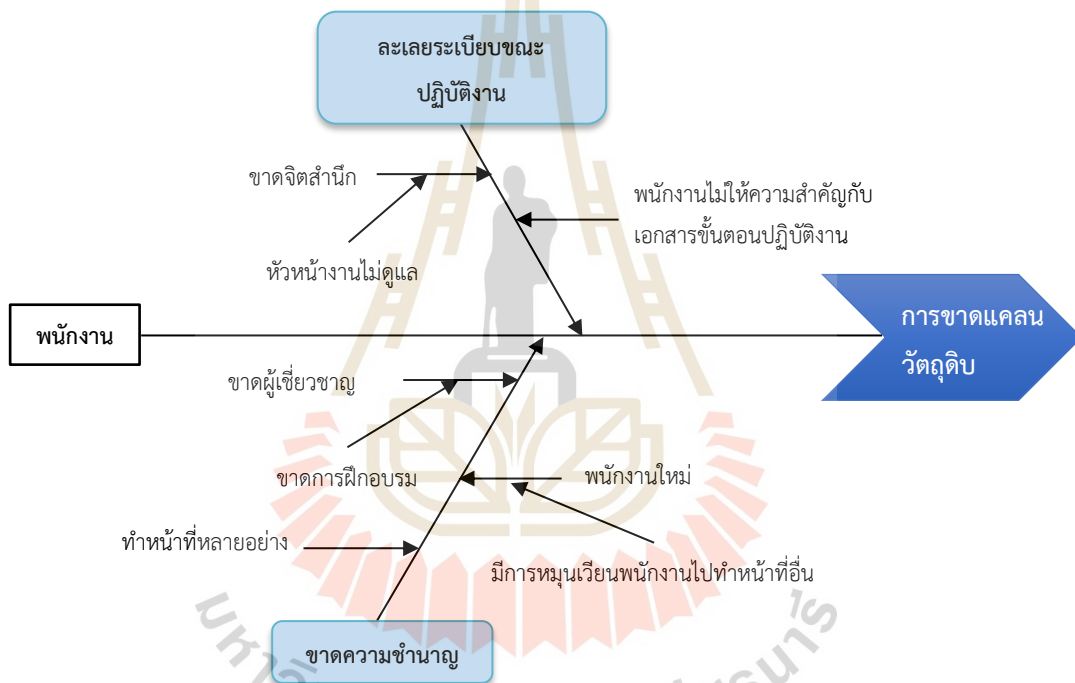 ละเลยระเบียบขณะ
ปฏิบัติงาน
ขาดจิตสำนึก
พนักงานไม่ให้ความสำคัญกับ
เอกสารขั้นตอนปฏิบัติงาน
หัวหน้างานไม่ดูแล
พนักงาน
การขาดแคลน
วัตถุดิบ
ขาดผู้เชี่ยวชาญ
ขาดการฝึกอบรม
พนักงานใหม่
ทำหน้าที่หลายอย่าง
มีการหมุนเวียนพนักงานไปทำหน้าที่อื่น
ขาดความชำนาญ